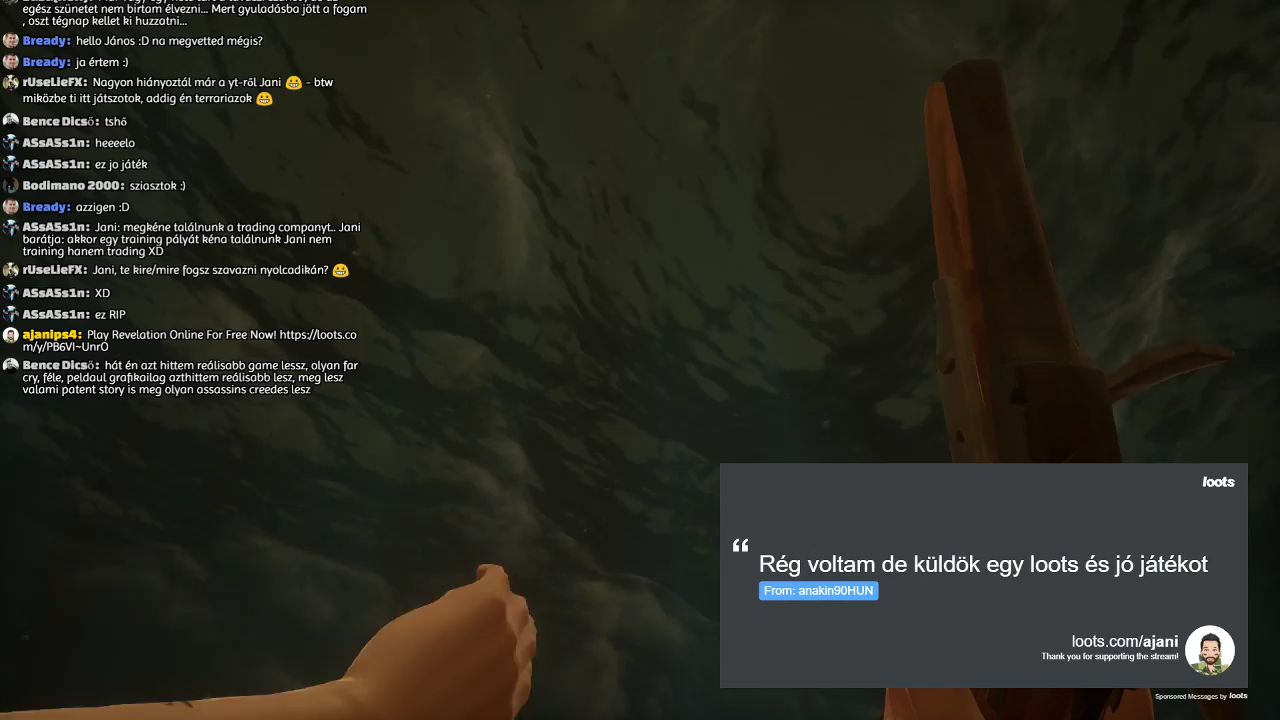 egész szünetet nem birtam élvezni... Mert gyuladásba jött a fogam
, oszt tégnap kellet ki huzzatni...
Bready: hello János :D na megvetted mégis?
Bready: ja értem :)
rUseLieFX: Nagyon hiányoztál már a yt-ről Jani 😀 - btw
miközbe ti itt játszotok, addig én terrariazok 😀
Bence Dicső: tshő
ASsA5s1n: heeeelo
ASsA5s1n: ez jo játék
Bodimano 2000: sziasztok :)
Bready: azzigen :D
ASsA5s1n: Jani: megkéne találnunk a trading companyt.. Jani
barátja: akkor egy training pályát kéna találnunk Jani nem
training hanem trading XD
rUseLieFX: Jani, te kire/mire fogsz szavazni nyolcadikán? 😀
ASsA5s1n: XD
ASsA5s1n: ez RIP
ajanips4: Play Revelation Online For Free Now! https://loots.co
m/y/PB6VI~UnrO
Bence Dicső: hát én azt hittem reálisabb game lessz, olyan far
cry, féle, peldaul grafikailag azthittem reálisabb lesz, meg lesz
valami patent story is meg olyan assassins creedes lesz
loots
“ Rég voltam de küldök egy loots és jó játékot
From: anakin90HUN
loots.com/ajani
Thank you for supporting the stream!
Sponsored Messages by loots